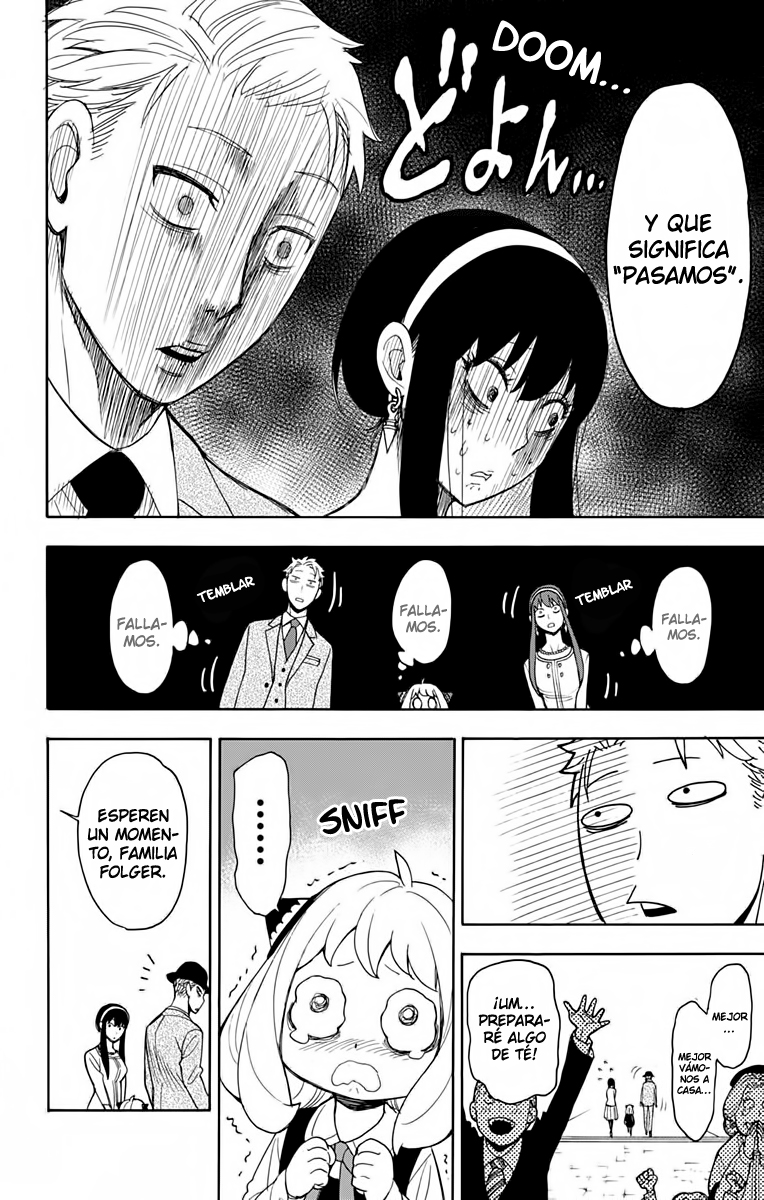 Y QUE
SIGNIFICA
"PASAMOS".
DOOM...
どよん...
FALLA-
MOS.
TEMBLAR
FALLA-
MOS.
TEMBLAR
FALLA-
MOS.
MEJOR
...
MEJOR
VÁMO-
NOS A
CASA...
¡UM...
PREPARA-
RÉ ALGO
DE TÉ!
SNIFF
......
ESPEREN
UN MOMEN-
TO, FAMILIA
FOLGER.